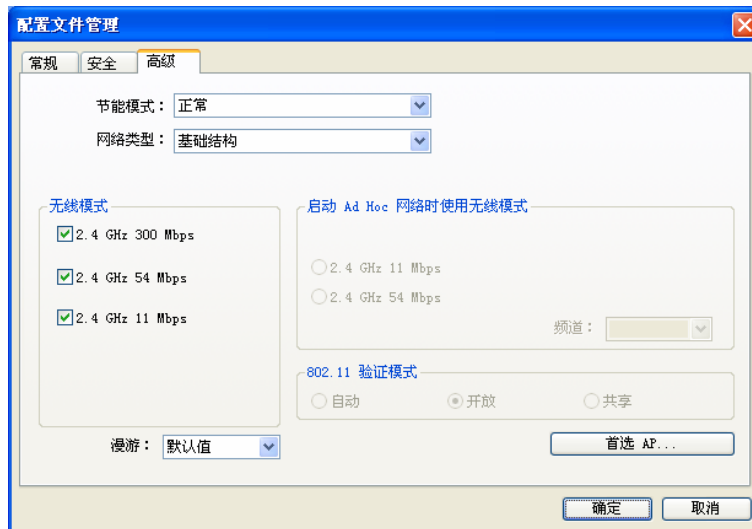 配置文件管理
常规 安全 高级
节能模式： 正常
网络类型： 基础结构
无线模式
2.4 GHz 300 Mbps
2.4 GHz 54 Mbps
2.4 GHz 11 Mbps
启动 Ad Hoc 网络时使用无线模式
2.4 GHz 11 Mbps
2.4 GHz 54 Mbps
频道：
802.11 验证模式
自动 开放 共享
漫游： 默认值
首选 AP...
确定 取消